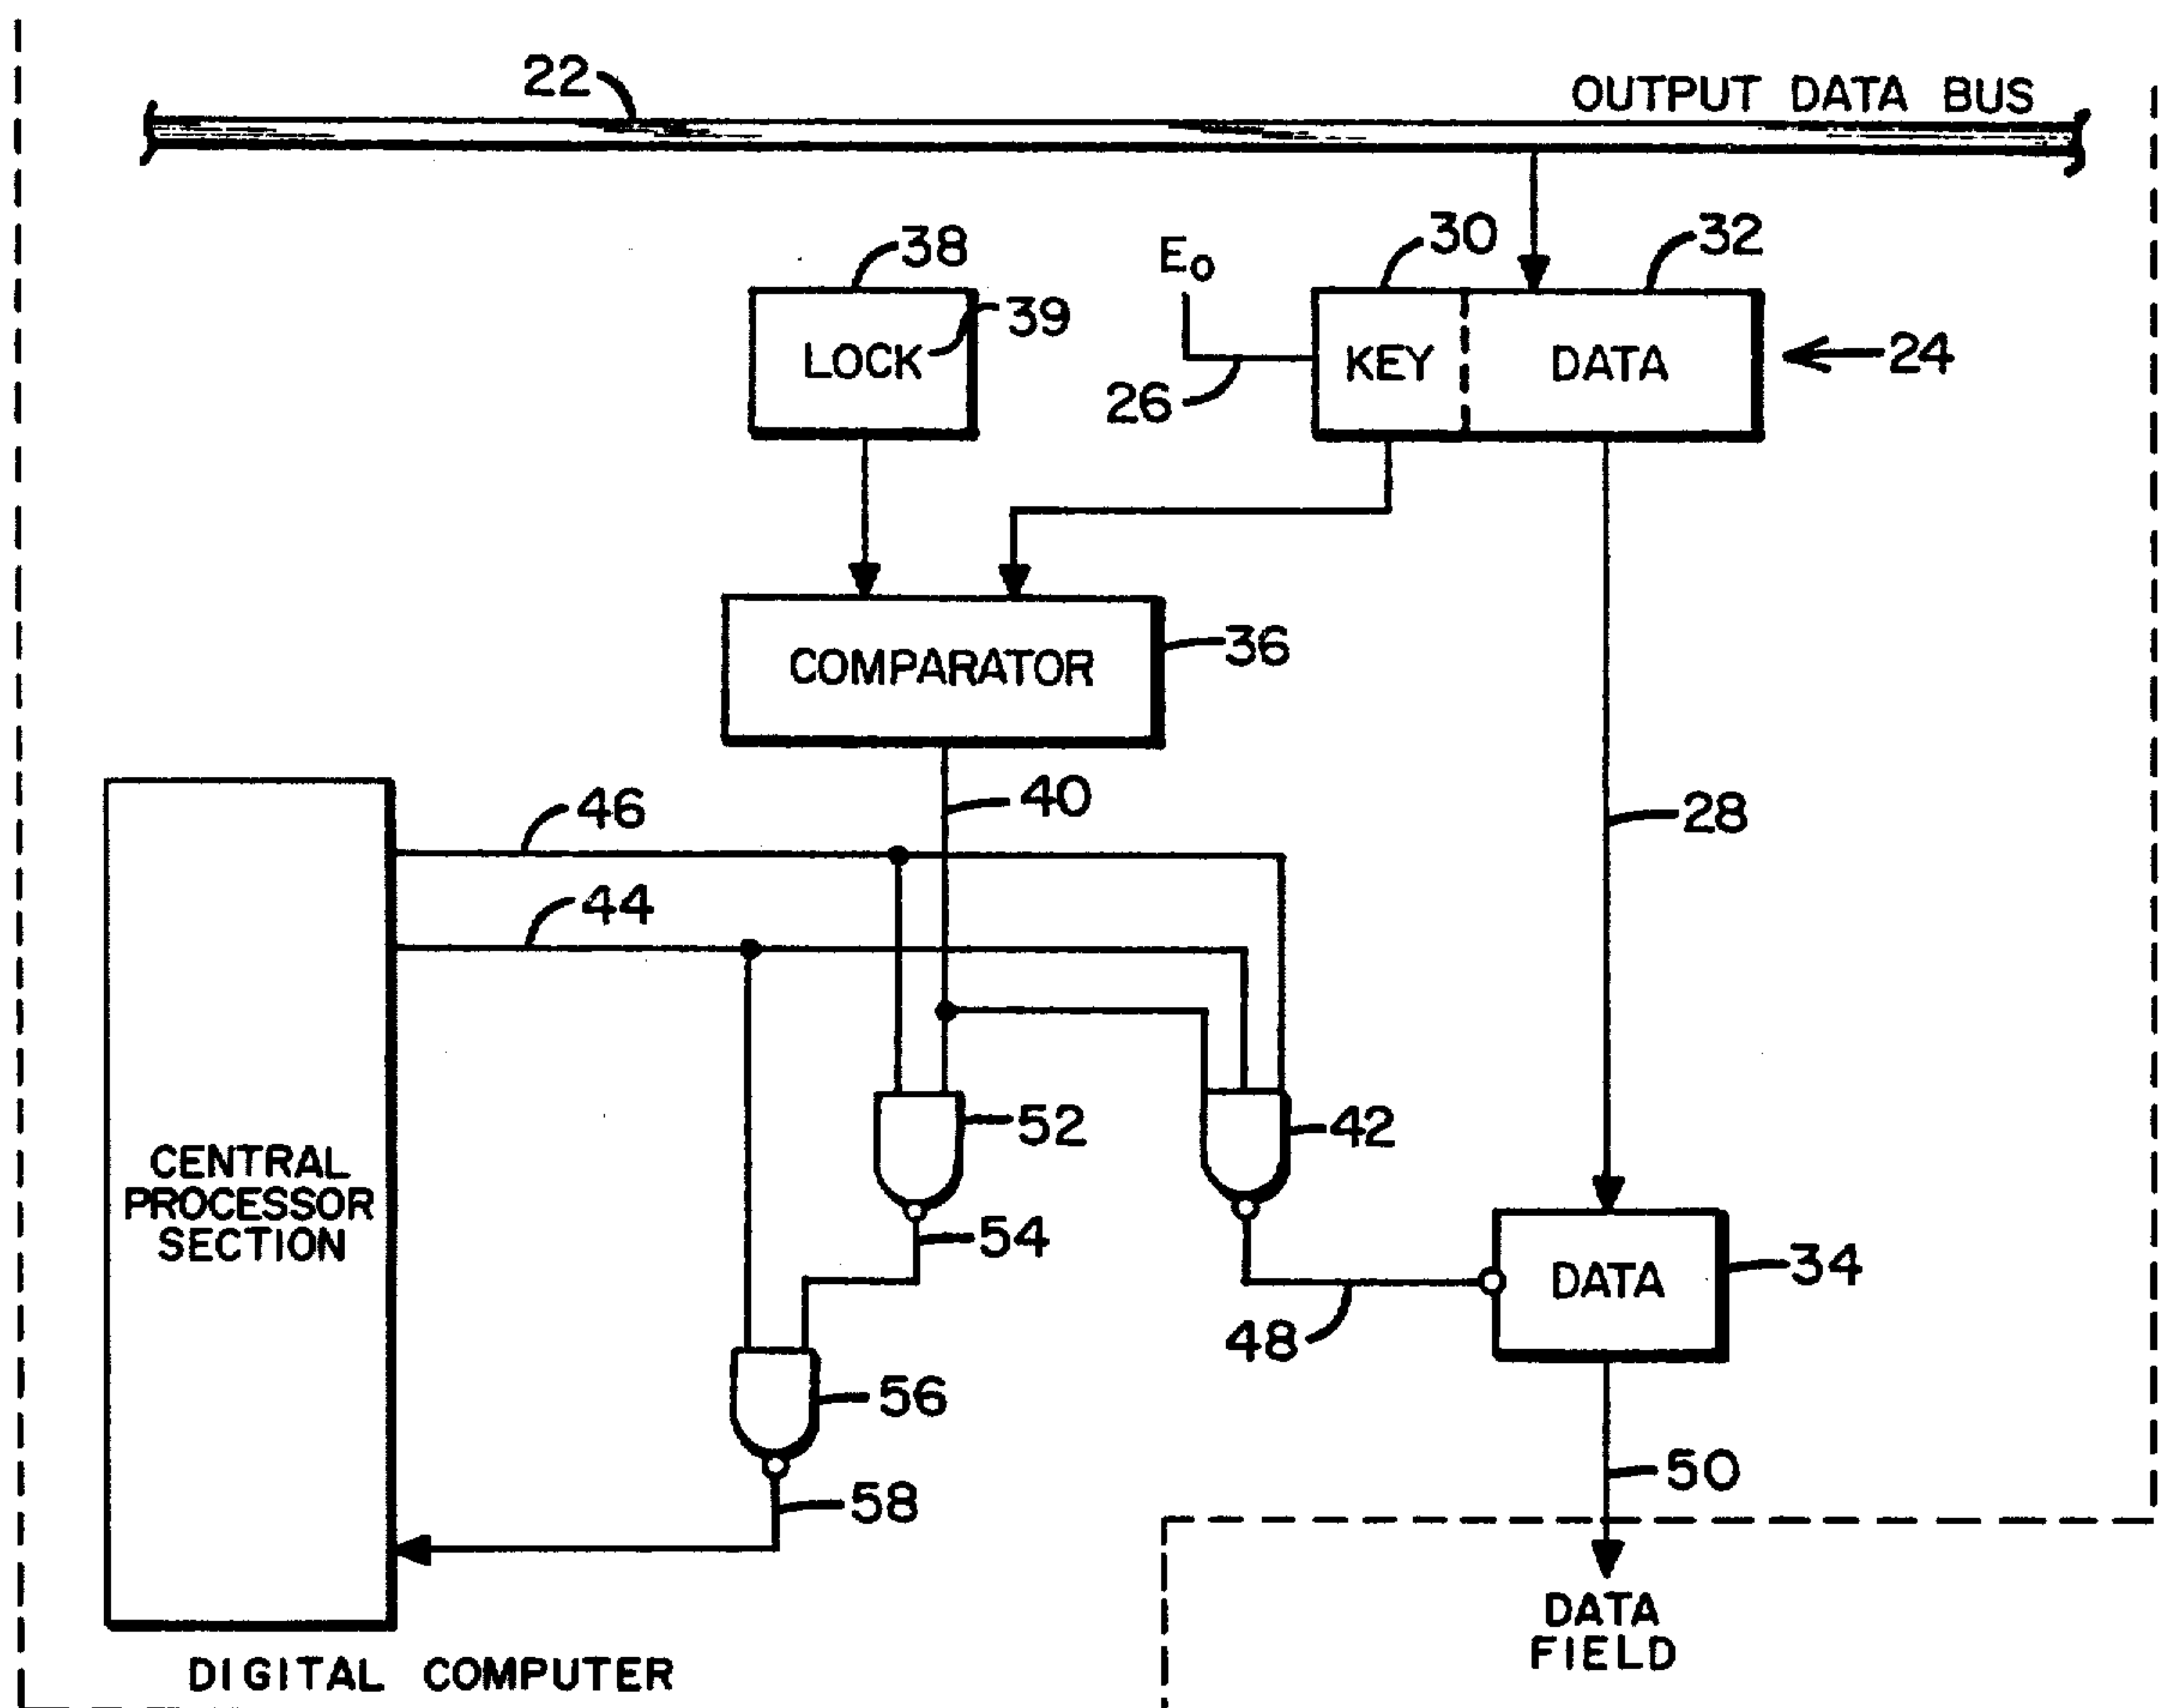 22
OUTPUT DATA BUS
38
39
LOCK
E₀
26
30
32
KEY
DATA
24
COMPARATOR
36
40
46
28
44
52
42
CENTRAL
PROCESSOR
SECTION
54
DATA
34
48
56
50
58
DATA
FIELD
DIGITAL COMPUTER